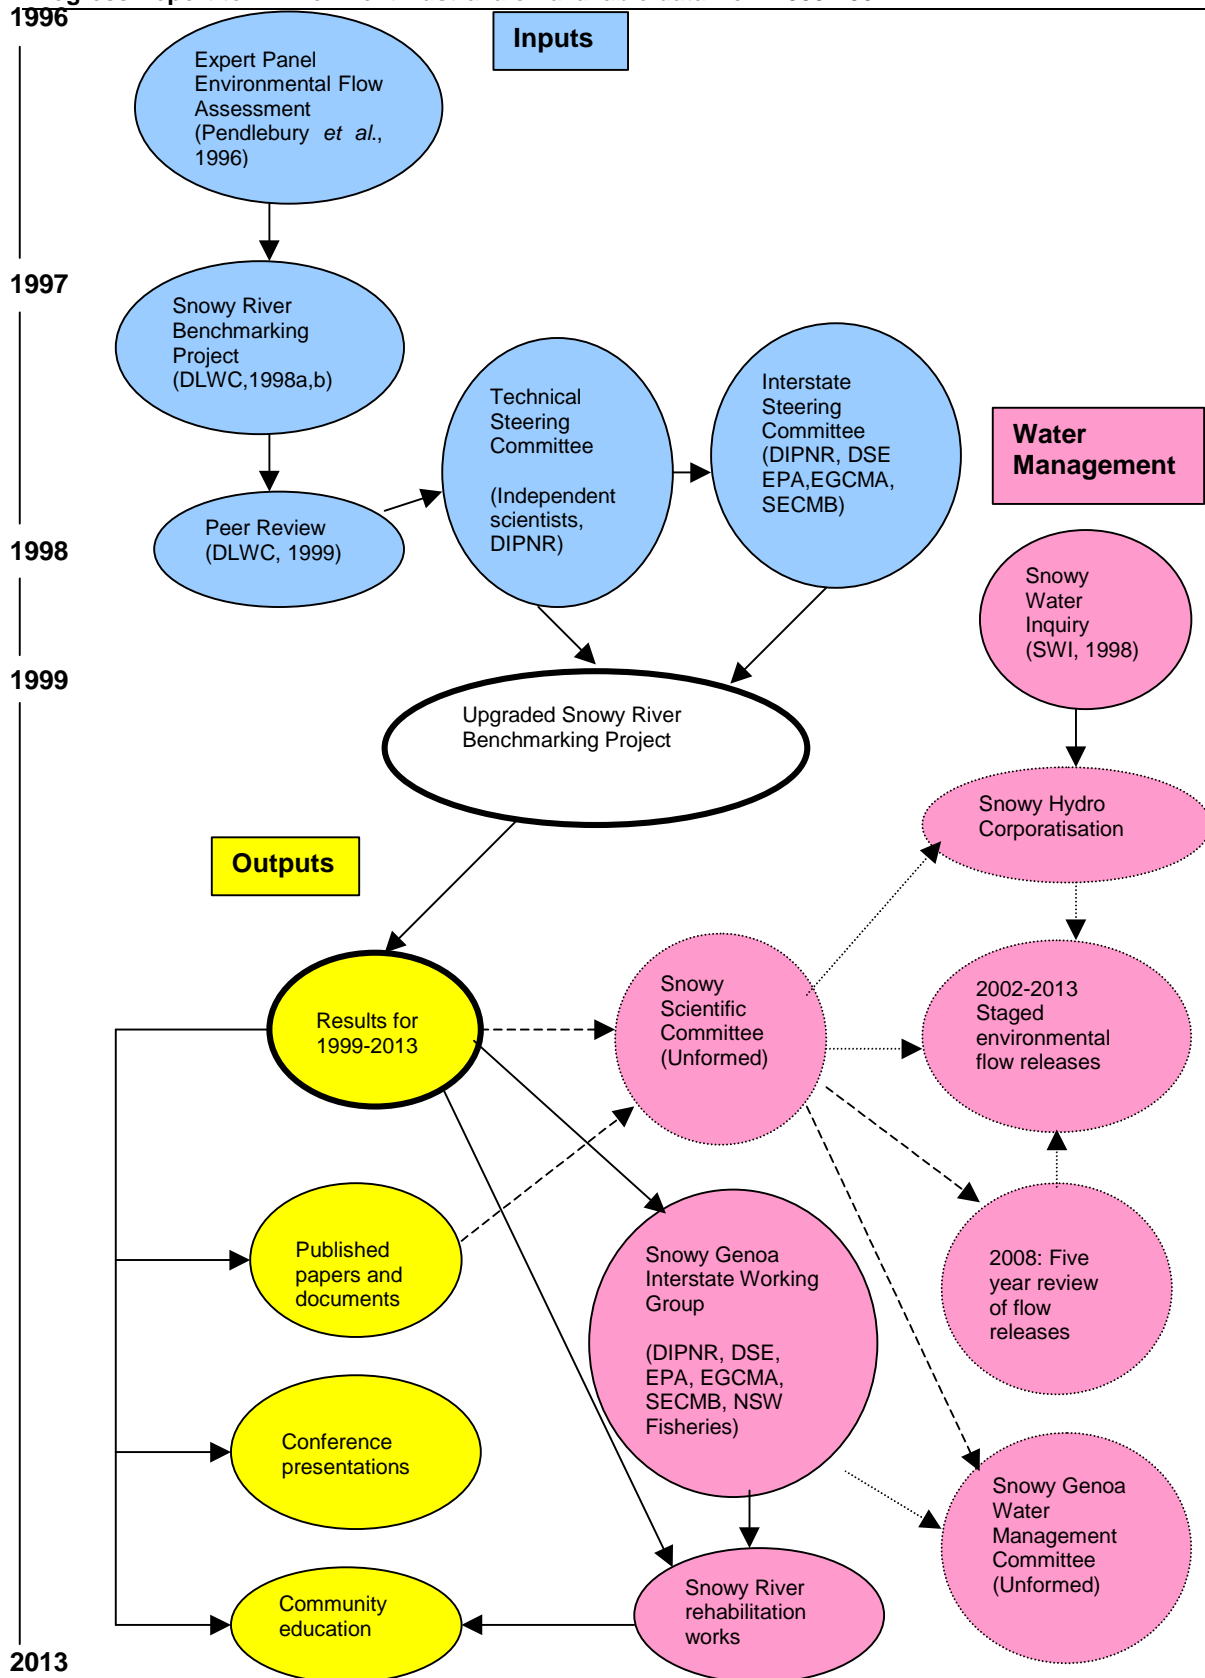 1996
Inputs
Expert Panel
Environmental Flow
Assessment
(Pendlebury et al.,
1996)
1997
Snowy River
Benchmarking
Project
(DLWC,1998a,b)
Technical
Steering
Committee
(Independent
scientists,
DIPNR)
Interstate
Steering
Committee
(DIPNR, DSE
EPA,EGCMA,
SECMB)
Water
Management
Peer Review
(DLWC, 1999)
1998
Snowy
Water
Inquiry
(SWI, 1998)
1999
Upgraded Snowy River
Benchmarking Project
Snowy Hydro
Corporatisation
Outputs
Results for
1999-2013
Snowy
Scientific
Committee
(Unformed)
2002-2013
Staged
environmental
flow releases
Published
papers and
documents
Snowy Genoa
Interstate Working
Group
(DIPNR, DSE,
EPA, EGCMA,
SECMB, NSW
Fisheries)
2008: Five
year review
of flow
releases
Conference
presentations
Snowy Genoa
Water
Management
Committee
(Unformed)
Community
education
Snowy River
rehabilitation
works
2013